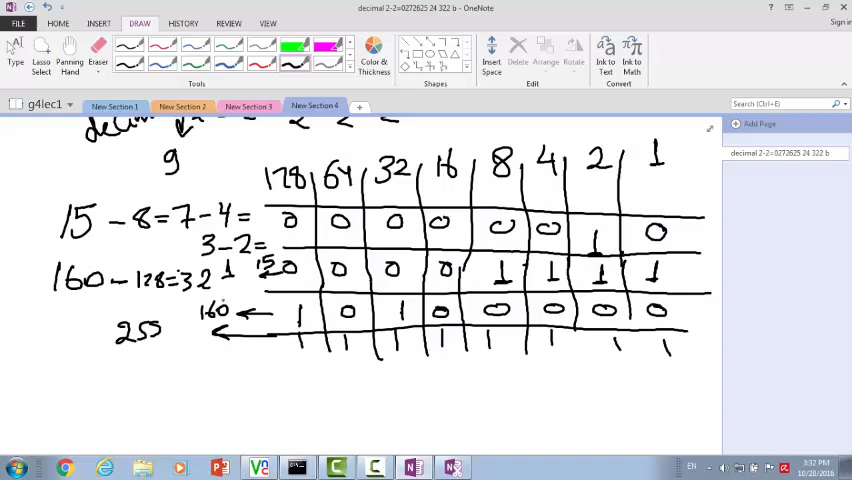 decimal 2-2=0272625 24 322 b - OneNote
FILE HOME INSERT DRAW HISTORY REVIEW VIEW
Sign in
Type Lasso Select Panning Hand Eraser Color & Thickness Insert Space Delete Arrange Rotate Ink to Text Ink to Math
Tools Shapes Edit Convert
g4lec1 New Section 1 New Section 2 New Section 3 New Section 4 Search (Ctrl+E)
Add Page
decimal 2-2=0272625 24 322 b
9
128 64 32 16 8 4 2 1
15 - 8 = 7 - 4 = 0 0 0 0 0 0 1 0
3 - 2 =
160 - 128 = 32 1 15 0 0 0 0 1 1 1 1
160 1 0 1 0 0 0 0 0
255 1 1 1 1 1 1 1 1
EN 3:32 PM
10/28/2016